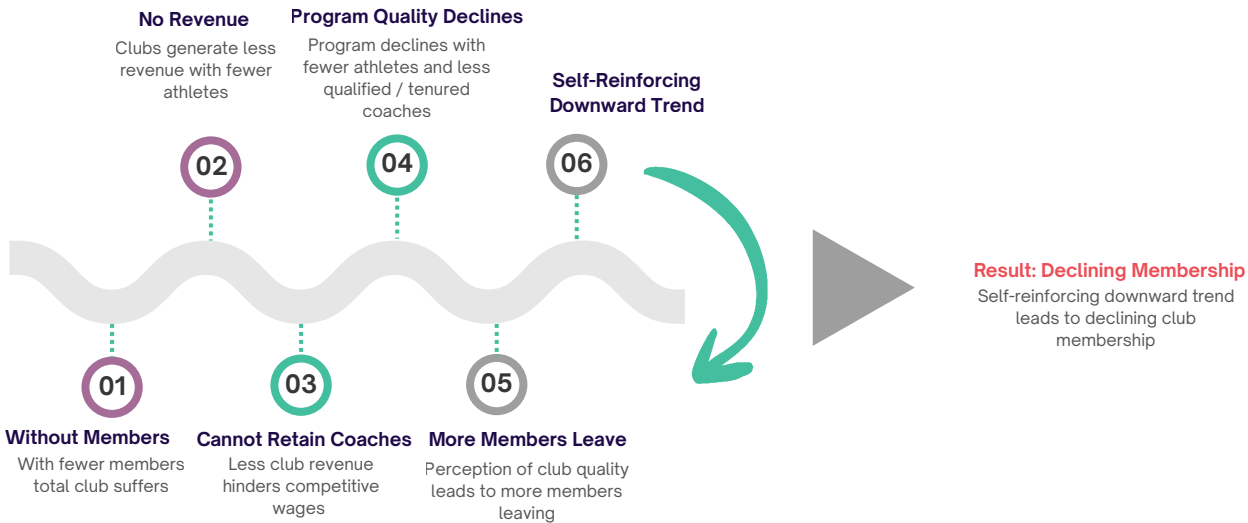 No Revenue
Clubs generate less
revenue with fewer
athletes
Program Quality Declines
Program declines with
fewer athletes and less
qualified / tenured
coaches
Self-Reinforcing
Downward Trend
02
04
06
Result: Declining Membership
Self-reinforcing downward trend
leads to declining club
membership
01
03
05
Without Members
With fewer members
total club suffers
Cannot Retain Coaches
Less club revenue
hinders competitive
wages
More Members Leave
Perception of club quality
leads to more members
leaving